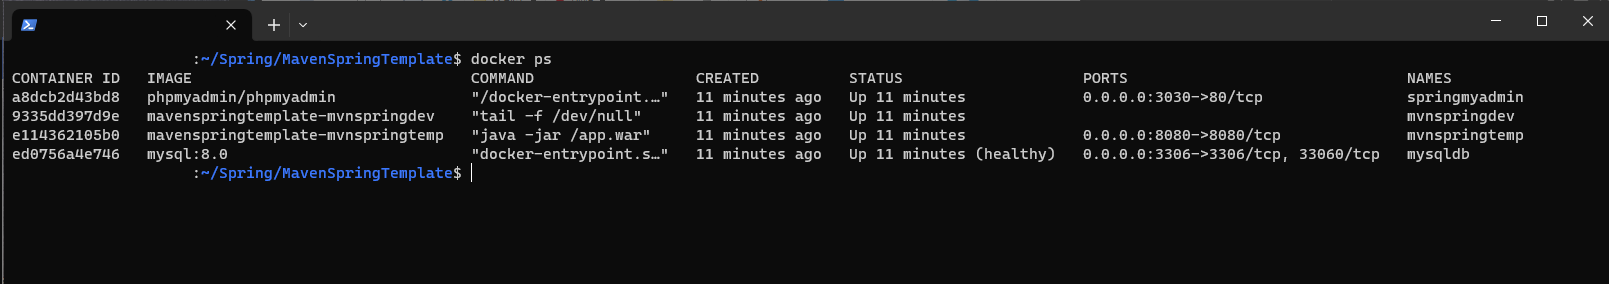 :~/Spring/MavenSpringTemplate$ docker ps
CONTAINER ID   IMAGE                               COMMAND                  CREATED          STATUS                    PORTS                               NAMES
a8dcb2d43bd8   phpmyadmin/phpmyadmin               "/docker-entrypoint.…"   11 minutes ago   Up 11 minutes             0.0.0.0:3030->80/tcp                springmyadmin
9335dd397d9e   mavenspringtemplate-mvnspringdev    "tail -f /dev/null"      11 minutes ago   Up 11 minutes                                                 mvnspringdev
e114362105b0   mavenspringtemplate-mvnspringtemp   "java -jar /app.war"     11 minutes ago   Up 11 minutes             0.0.0.0:8080->8080/tcp              mvnspringtemp
ed0756a4e746   mysql:8.0                           "docker-entrypoint.s…"   11 minutes ago   Up 11 minutes (healthy)   0.0.0.0:3306->3306/tcp, 33060/tcp   mysqldb
:~/Spring/MavenSpringTemplate$